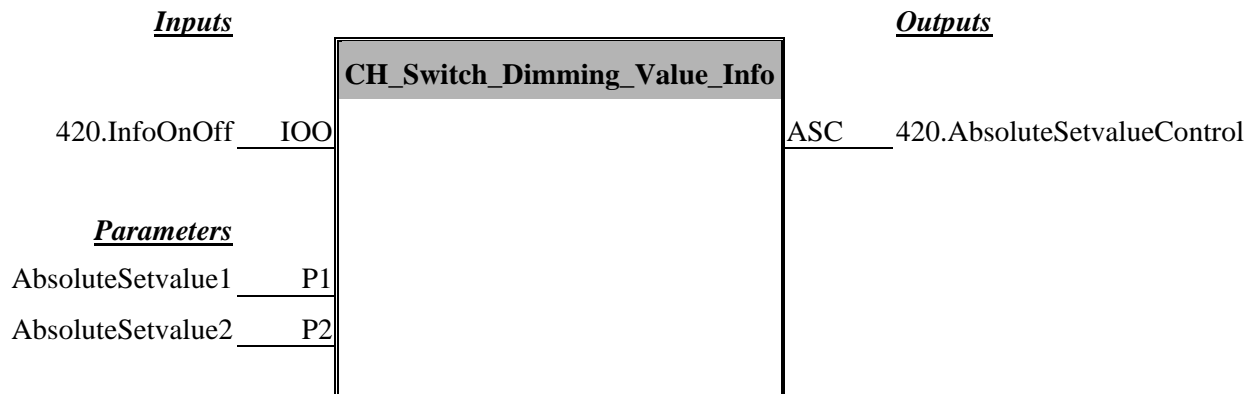 Inputs Outputs
CH_Switch_Dimming_Value_Info
420.InfoOnOff IOO ASC 420.AbsoluteSetvalueControl
Parameters
AbsoluteSetvalue1 P1
AbsoluteSetvalue2 P2